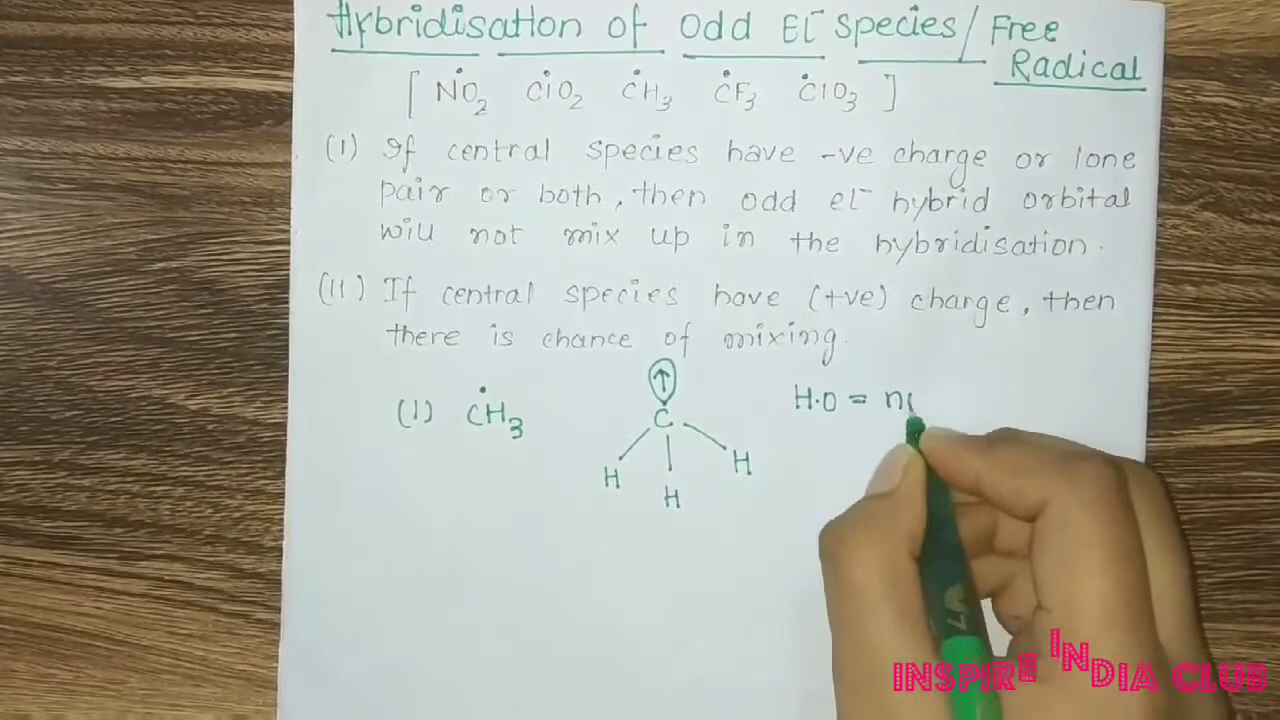 Hybridisation of Odd El⁻ Species/Free Radical
[ṄO₂ ĊlO₂ ĊH₃ ĊF₃ ĊlO₃]
(I) If central species have -ve charge or lone
pair or both, then odd el⁻ hybrid orbital
will not mix up in the hybridisation.
(II) If central species have (+ve) charge, then
there is chance of mixing.
(I) ĊH₃
↑
C
H H H
H.O = n
INSPIRE INDIA CLUB